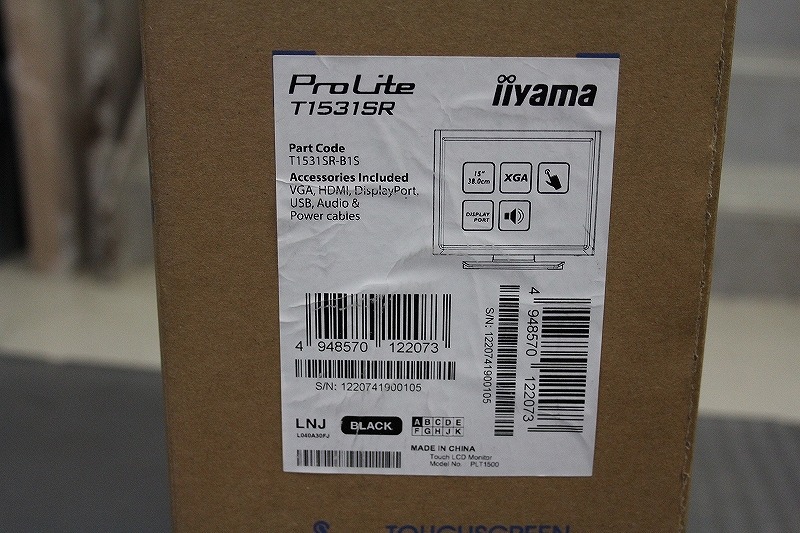 ProLite
T1531SR
iiyama
Part Code
T1531SR-B1S
Accessories Included
VGA, HDMI, DisplayPort,
USB, Audio &
Power cables
15"
38.0cm
XGA
DISPLAY
PORT
4 948570 122073
S/N: 1220741900105
S/N: 1220741900105
4 948570 122073
LNJ
L040A30FJ
BLACK
A B C D E
F G H J K
MADE IN CHINA
Touch LCD Monitor
Model No. PLT1500
TOUCHSCREEN